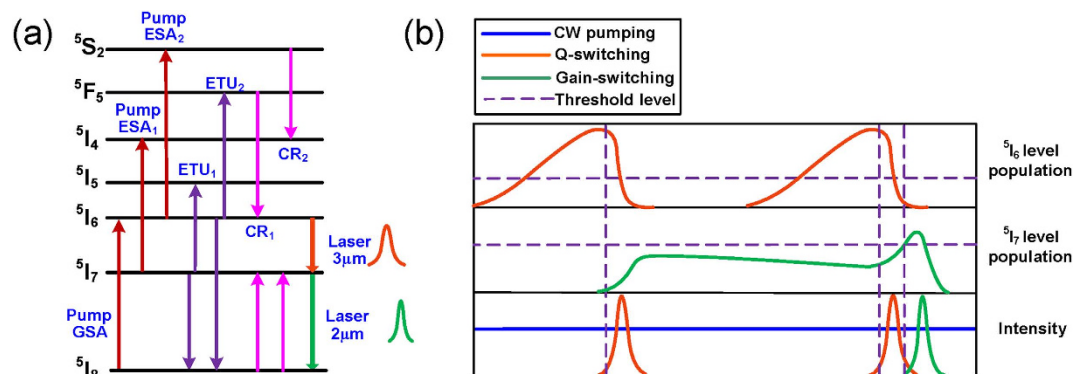 (a)
Pump
ESA₂
⁵S₂
⁵F₅
ETU₂
Pump
ESA₁
⁵I₄
CR₂
ETU₁
⁵I₅
⁵I₆
CR₁
Laser
3μm
⁵I₇
Pump
GSA
Laser
2μm
⁵I₈
(b)
CW pumping
Q-switching
Gain-switching
Threshold level
⁵I₆ level
population
⁵I₇ level
population
Intensity